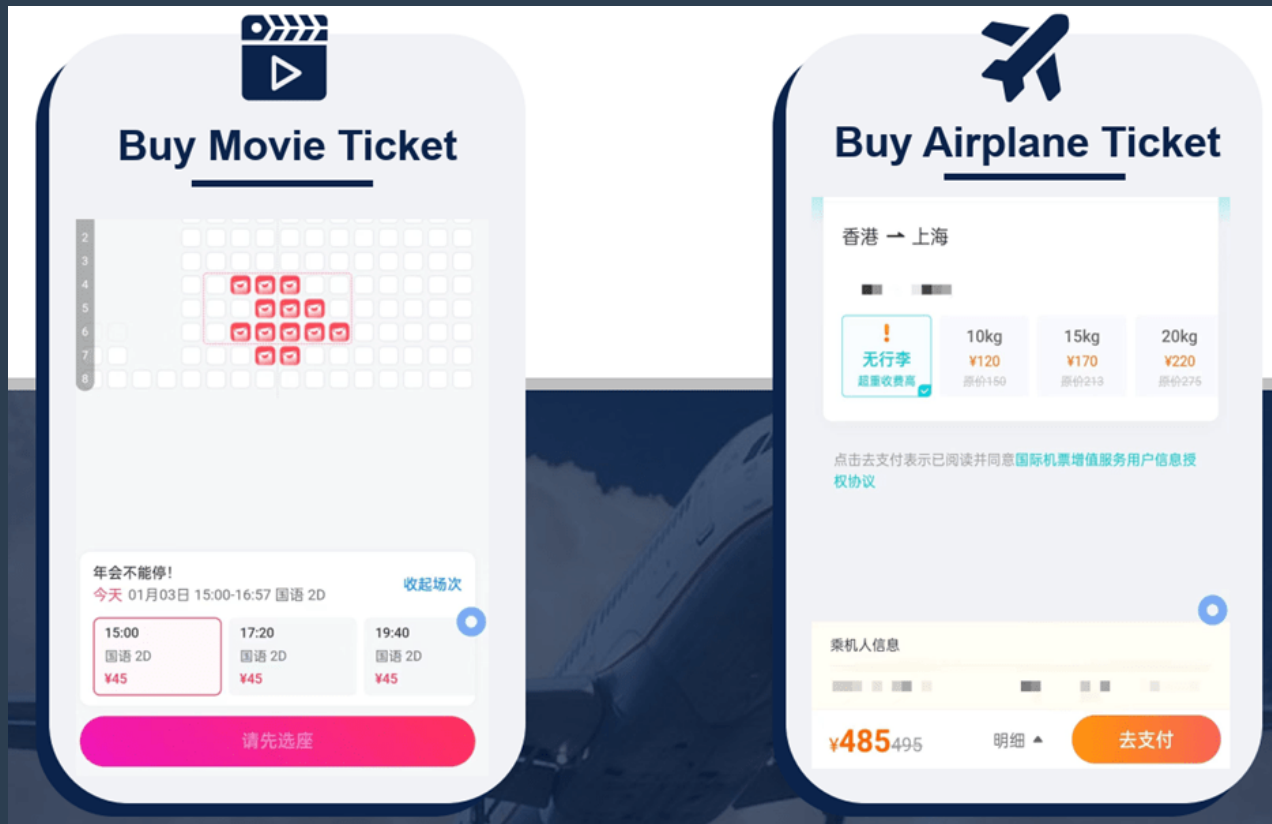 Buy Movie Ticket
2
3
4
5
6
7
8
年会不能停!
今天 01月03日 15:00-16:57 国语 2D
收起场次
15:00
国语 2D
¥45
17:20
国语 2D
¥45
19:40
国语 2D
¥45
请先选座
Buy Airplane Ticket
香港 → 上海
!
无行李
超重收费高
10kg
¥120
原价150
15kg
¥170
原价213
20kg
¥220
原价275
点击去支付表示已阅读并同意国际机票增值服务用户信息授
权协议
乘机人信息
¥485 495
明细
去支付